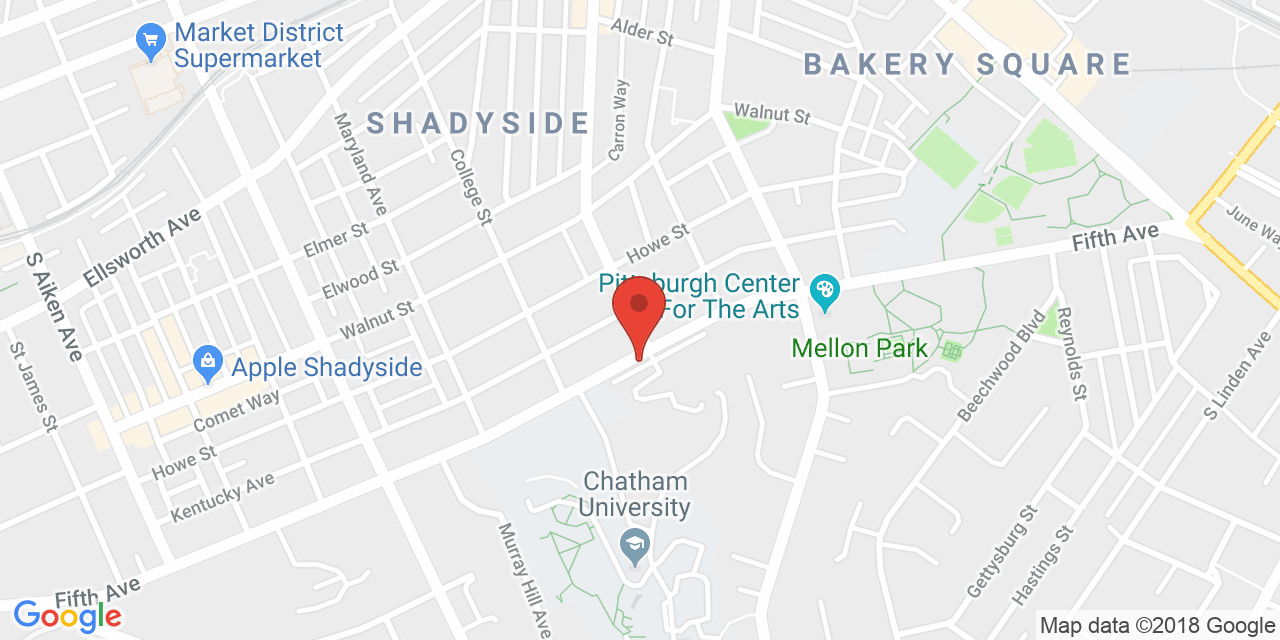 Market District
Supermarket
Alder St
BAKERY SQUARE
SHADYSIDE
Carron Way
Walnut St
Maryland Ave
College St
June Way
Ellsworth Ave
Elmer St
Howe St
Fifth Ave
S Aiken Ave
Elwood St
Pittsburgh Center
For The Arts
Walnut St
Mellon Park
Beechwood Blvd
Reynolds St
S Linden Ave
St James St
Apple Shadyside
Comet Way
Howe St
Kentucky Ave
Chatham
University
Murray Hill Ave
Gettysburg St
Hastings St
Fifth Ave
Google
Map data ©2018 Google